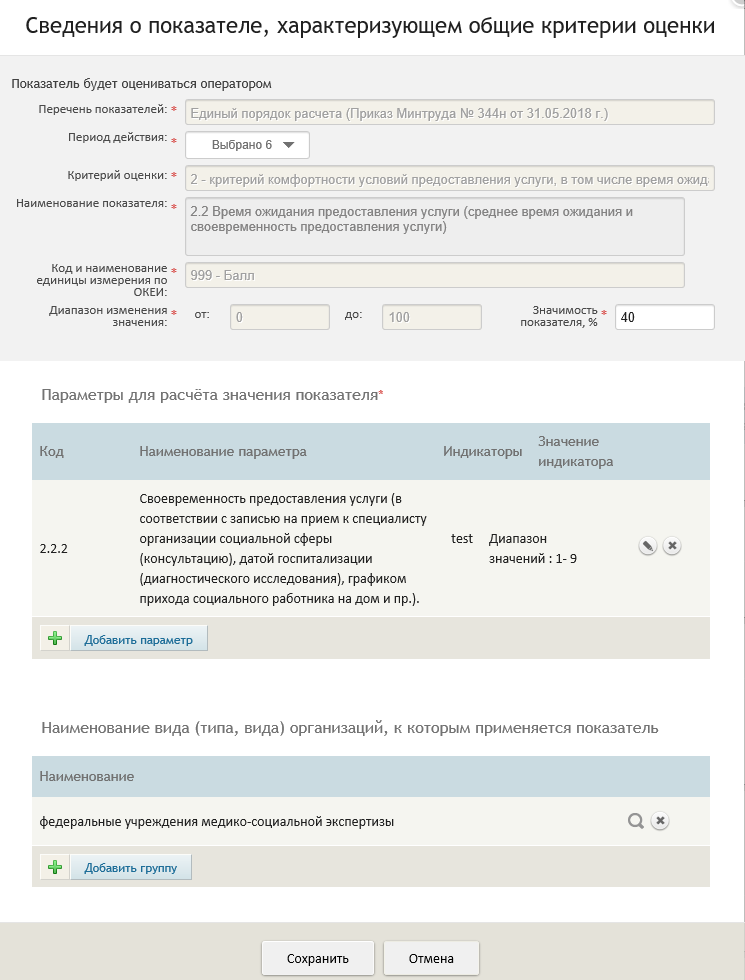 Сведения о показателе, характеризующем общие критерии оценки
Показатель будет оцениваться оператором
Перечень показателей: * Единый порядок расчета (Приказ Минтруда № 344н от 31.05.2018 г.)
Период действия: * Выбрано 6
Критерий оценки: * 2 - критерий комфортности условий предоставления услуги, в том числе время ожид
Наименование показателя: * 2.2 Время ожидания предоставления услуги (среднее время ожидания и
своевременность предоставления услуги)
Код и наименование
единицы измерения по
ОКЕИ: * 999 - Балл
Диапазон изменения
значения: * от: 0 до: 100 Значимость
показателя, % * 40
Параметры для расчёта значения показателя*
Код Наименование параметра Индикаторы Значение
индикатора
Своевременность предоставления услуги (в
соответствии с записью на прием к специалисту
организации социальной сферы
(консультацию), датой госпитализации
(диагностического исследования), графиком
прихода социального работника на дом и пр.).
2.2.2
test Диапазон
значений : 1- 9
Добавить параметр
Наименование вида (типа, вида) организаций, к которым применяется показатель
Наименование
федеральные учреждения медико-социальной экспертизы
Добавить группу
Сохранить Отмена